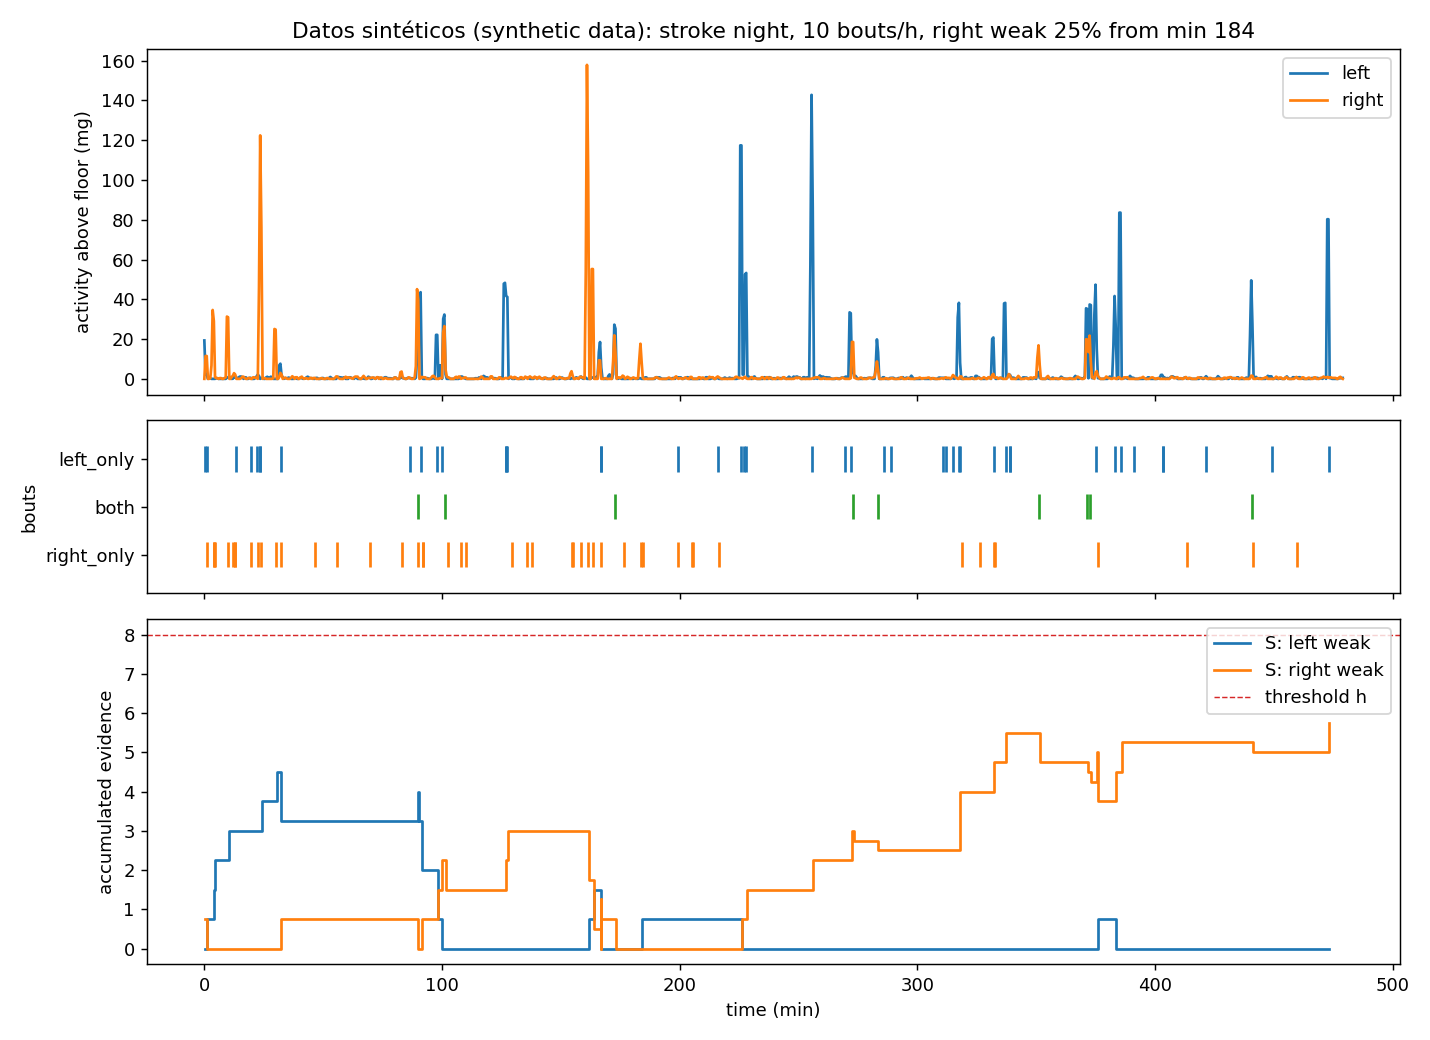 Datos sintéticos (synthetic data): stroke night, 10 bouts/h, right weak 25% from min 184
activity above floor (mg)
160
140
120
100
80
60
40
20
0
left
right
bouts
left_only
both
right_only
accumulated evidence
8
7
6
5
4
3
2
1
0
S: left weak
S: right weak
threshold h
0
100
200
300
400
500
time (min)